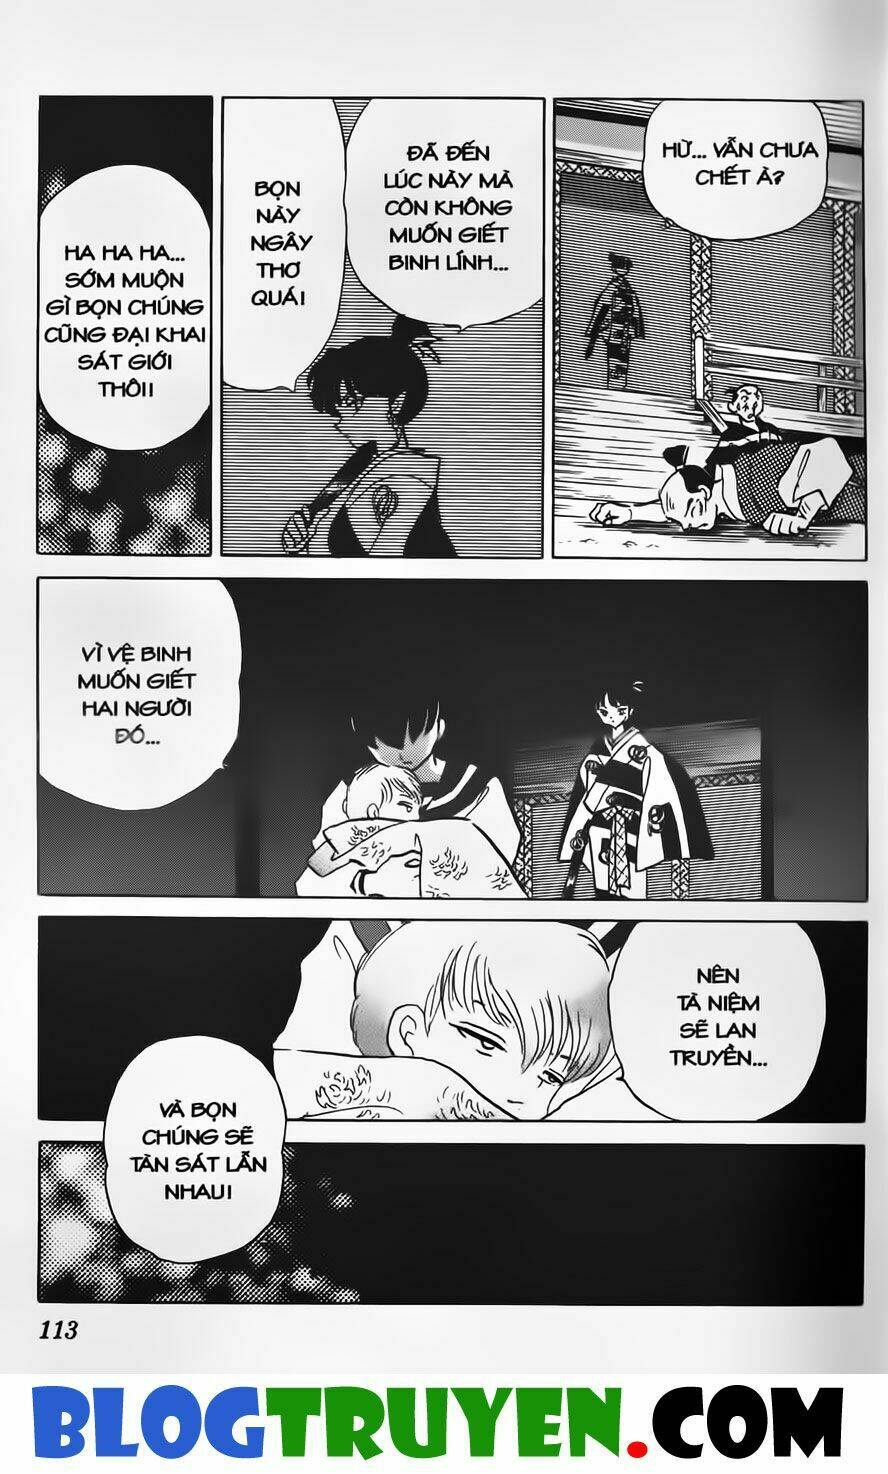 HỪ... VẪN CHƯA
CHẾT À?
ĐÃ ĐẾN
LÚC NÀY MÀ
CÒN KHÔNG
MUỐN GIẾT
BINH LÍNH...
BỌN
NÀY
NGÂY
THƠ
QUÁ!
HA HA HA...
SỚM MUỘN
GÌ BỌN CHÚNG
CŨNG ĐẠI KHAI
SÁT GIỚI
THÔI!
VÌ VỆ BINH
MUỐN GIẾT
HAI NGƯỜI
ĐÓ...
NÊN
TÀ NIỆM
SẼ LAN
TRUYỀN...
VÀ BỌN
CHÚNG SẼ
TÀN SÁT LẪN
NHAU!
113
BLOGTRUYEN.COM